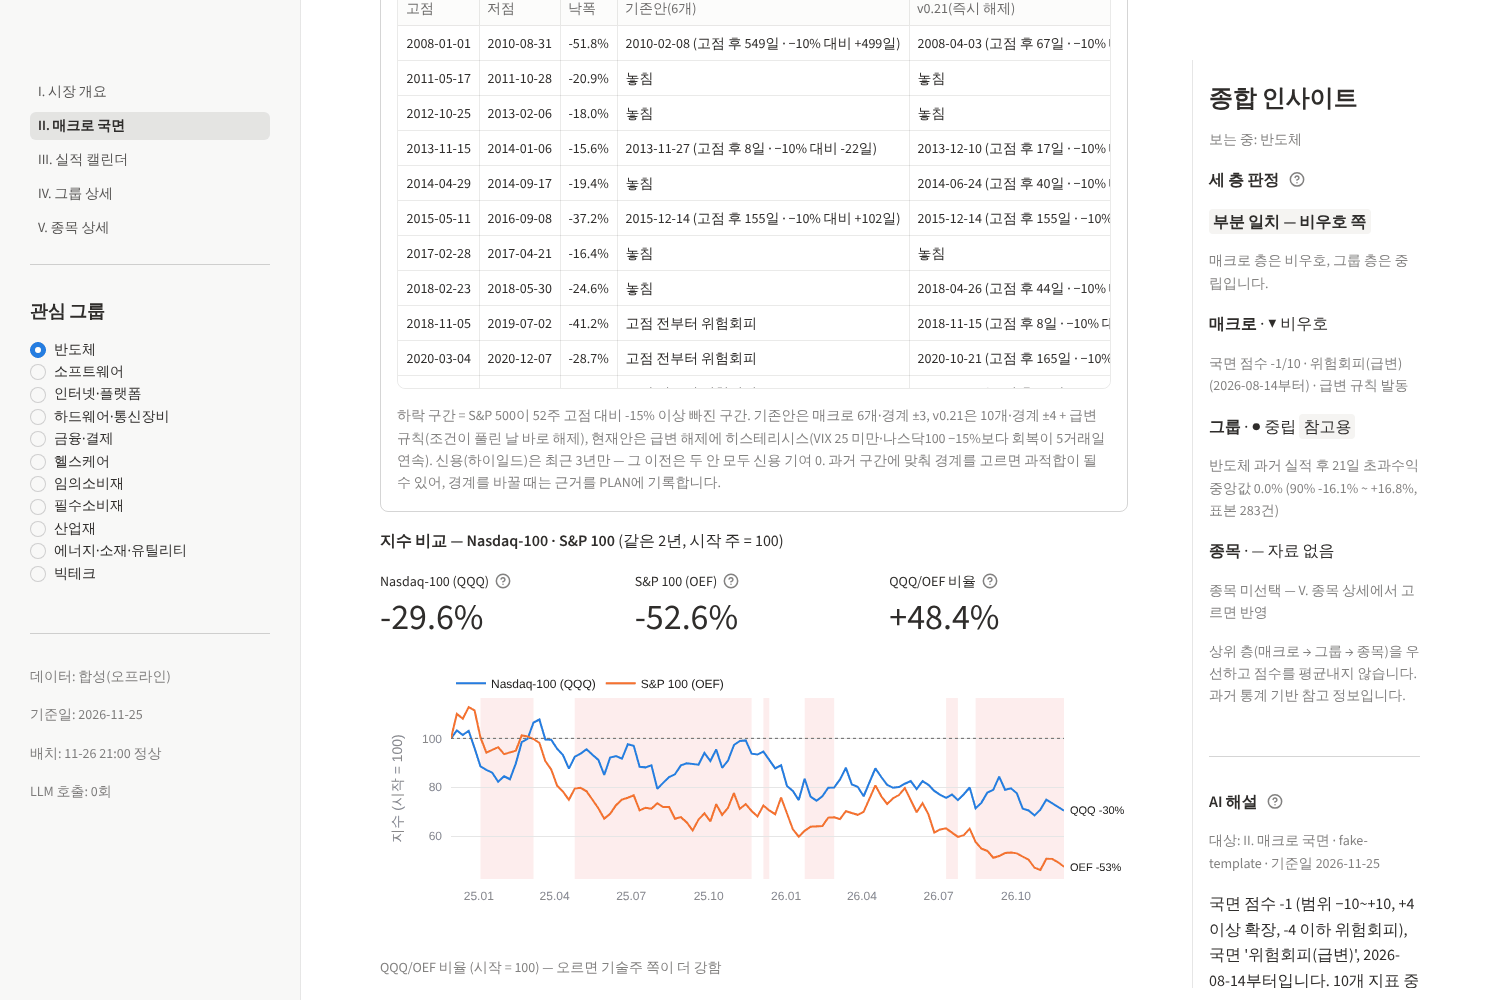 I. 시장 개요
II. 매크로 국면
III. 실적 캘린더
IV. 그룹 상세
V. 종목 상세
관심 그룹
반도체
소프트웨어
인터넷·플랫폼
하드웨어·통신장비
금융·결제
헬스케어
임의소비재
필수소비재
산업재
에너지·소재·유틸리티
빅테크
데이터: 합성(오프라인)
기준일: 2026-11-25
배치: 11-26 21:00 정상
LLM 호출: 0회
고점 저점 낙폭 기존안(6개) v0.21(즉시 해제)
2008-01-01 2010-08-31 -51.8% 2010-02-08 (고점 후 549일 · −10% 대비 +499일) 2008-04-03 (고점 후 67일 · −10%
2011-05-17 2011-10-28 -20.9% 놓침 놓침
2012-10-25 2013-02-06 -18.0% 놓침 놓침
2013-11-15 2014-01-06 -15.6% 2013-11-27 (고점 후 8일 · −10% 대비 -22일) 2013-12-10 (고점 후 17일 · −10%
2014-04-29 2014-09-17 -19.4% 놓침 2014-06-24 (고점 후 40일 · −10%
2015-05-11 2016-09-08 -37.2% 2015-12-14 (고점 후 155일 · −10% 대비 +102일) 2015-12-14 (고점 후 155일 · −10%
2017-02-28 2017-04-21 -16.4% 놓침 놓침
2018-02-23 2018-05-30 -24.6% 놓침 2018-04-26 (고점 후 44일 · −10%
2018-11-05 2019-07-02 -41.2% 고점 전부터 위험회피 2018-11-15 (고점 후 8일 · −10%
2020-03-04 2020-12-07 -28.7% 고점 전부터 위험회피 2020-10-21 (고점 후 165일 · −10%
하락 구간 = S&P 500이 52주 고점 대비 -15% 이상 빠진 구간. 기존안은 매크로 6개·경계 ±3, v0.21은 10개·경계 ±4 + 급변
규칙(조건이 풀린 날 바로 해제), 현재안은 급변 해제에 히스테리시스(VIX 25 미만·나스닥100 −15%보다 회복이 5거래일
연속). 신용(하이일드)은 최근 3년만 — 그 이전은 두 안 모두 신용 기여 0. 과거 구간에 맞춰 경계를 고르면 과적합이 될
수 있어, 경계를 바꿀 때는 근거를 PLAN에 기록합니다.
지수 비교 — Nasdaq-100 · S&P 100 (같은 2년, 시작 주 = 100)
Nasdaq-100 (QQQ) S&P 100 (OEF) QQQ/OEF 비율
-29.6% -52.6% +48.4%
Nasdaq-100 (QQQ) S&P 100 (OEF)
지수 (시작 = 100)
100
80
60
QQQ -30%
OEF -53%
25.01 25.04 25.07 25.10 26.01 26.04 26.07 26.10
QQQ/OEF 비율 (시작 = 100) — 오르면 기술주 쪽이 더 강함
종합 인사이트
보는 중: 반도체
세 층 판정
부분 일치 — 비우호 쪽
매크로 층은 비우호, 그룹 층은 중
립입니다.
매크로 · ▼ 비우호
국면 점수 -1/10 · 위험회피(급변)
(2026-08-14부터) · 급변 규칙 발동
그룹 · ● 중립 참고용
반도체 과거 실적 후 21일 초과수익
중앙값 0.0% (90% -16.1% ~ +16.8%,
표본 283건)
종목 · — 자료 없음
종목 미선택 — V. 종목 상세에서 고
르면 반영
상위 층(매크로 → 그룹 → 종목)을 우
선하고 점수를 평균내지 않습니다.
과거 통계 기반 참고 정보입니다.
AI 해설
대상: II. 매크로 국면 · fake-
template · 기준일 2026-11-25
국면 점수 -1 (범위 −10~+10, +4
이상 확장, -4 이하 위험회피),
국면 '위험회피(급변)', 2026-
08-14부터입니다. 10개 지표 중